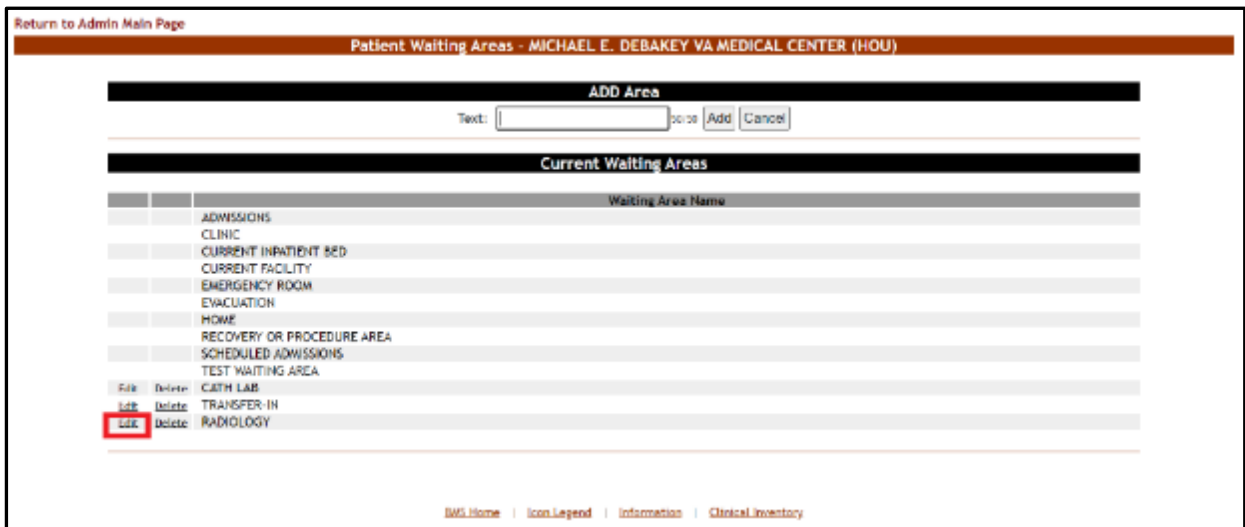 Return to Admin Main Page
Patient Waiting Areas - MICHAEL E. DEBAKEY VA MEDICAL CENTER (HOU)
ADD Area
Text: Add Cancel
Current Waiting Areas
Waiting Area Name
ADMISSIONS
CLINIC
CURRENT INPATIENT BED
CURRENT FACILITY
EMERGENCY ROOM
EVACUATION
HOME
RECOVERY OR PROCEDURE AREA
SCHEDULED ADMISSIONS
TEST WAITING AREA
Edit Delete CATH LAB
Edit Delete TRANSFER-IN
Edit Delete RADIOLOGY
BMS Home | Icon Legend | Information | Clinical Inventory